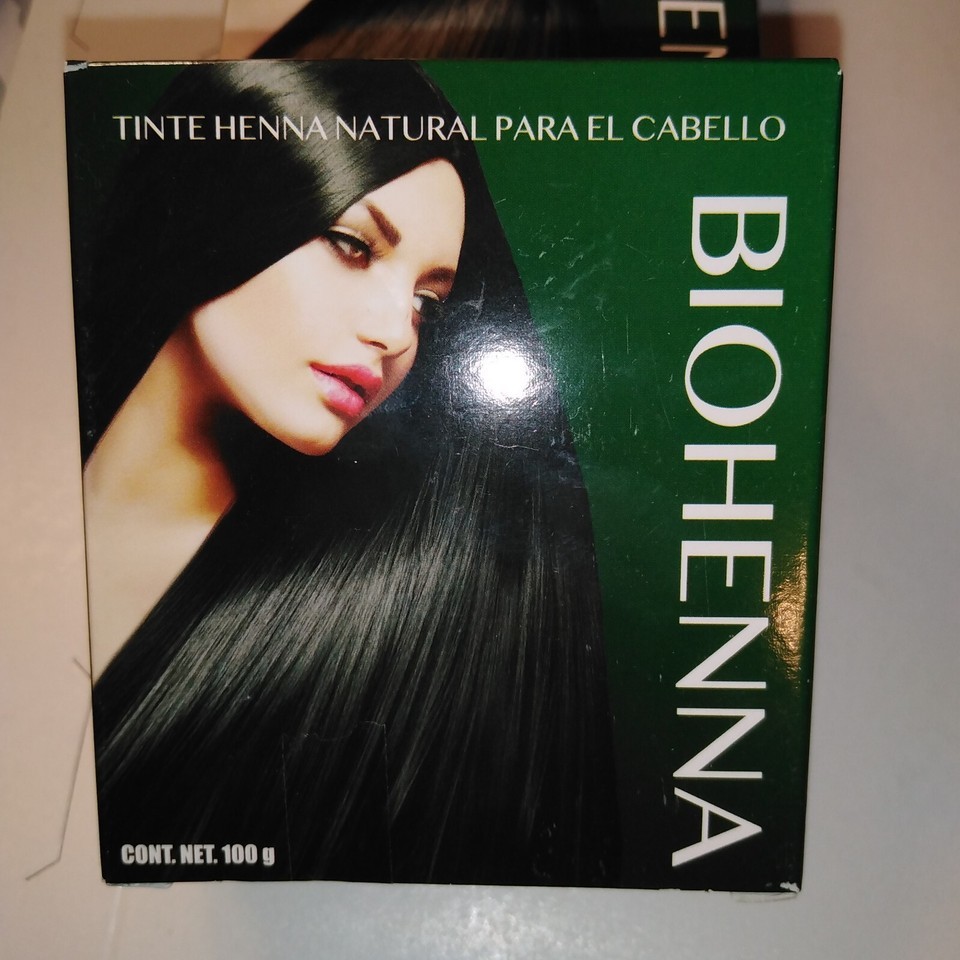 TINTE HENNA NATURAL PARA EL CABELLO
BIOHENNA
CONT. NET. 100 g